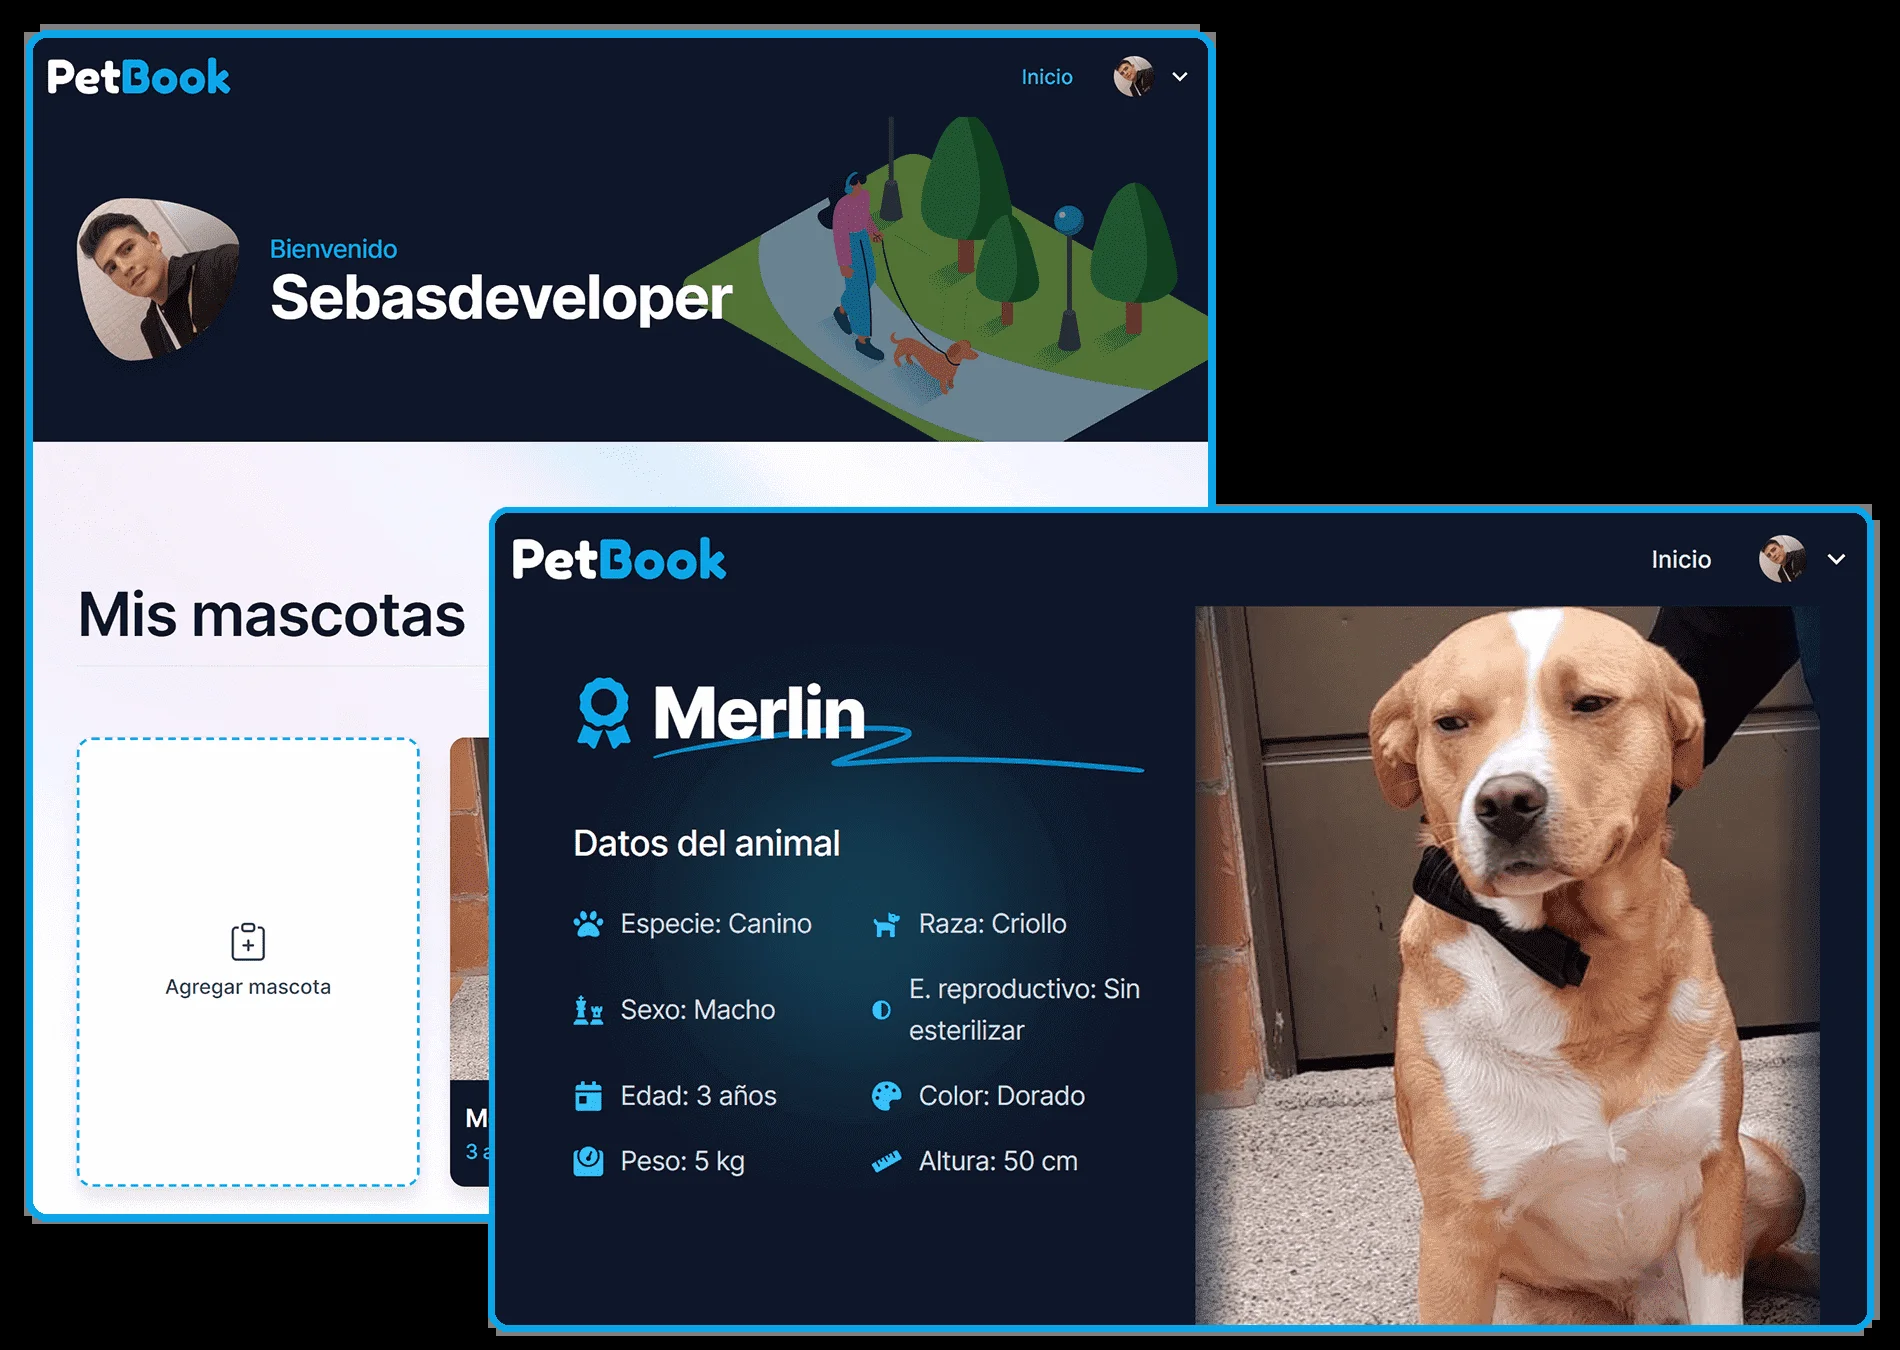 PetBook
Inicio
Bienvenido
Sebasdeveloper
Mis mascotas
Agregar mascota
PetBook
Inicio
Merlin
Datos del animal
Especie: Canino
Raza: Criollo
Sexo: Macho
E. reproductivo: Sin
esterilizar
Edad: 3 años
Color: Dorado
Peso: 5 kg
Altura: 50 cm